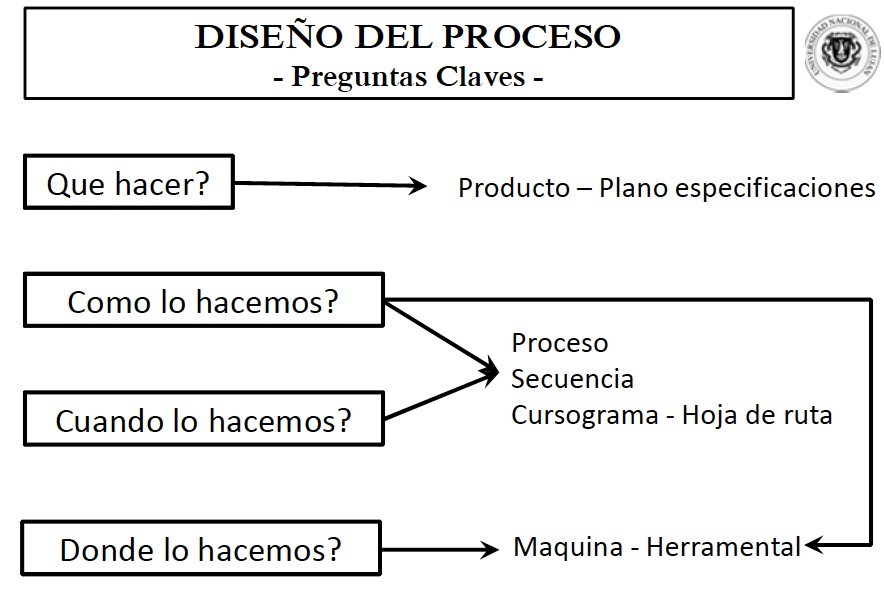 DISEÑO DEL PROCESO
- Preguntas Claves -
UNIVERSIDAD NACIONAL DE LUJAN
Que hacer?
Producto – Plano especificaciones
Como lo hacemos?
Proceso
Secuencia
Cursograma - Hoja de ruta
Cuando lo hacemos?
Donde lo hacemos?
Maquina - Herramental